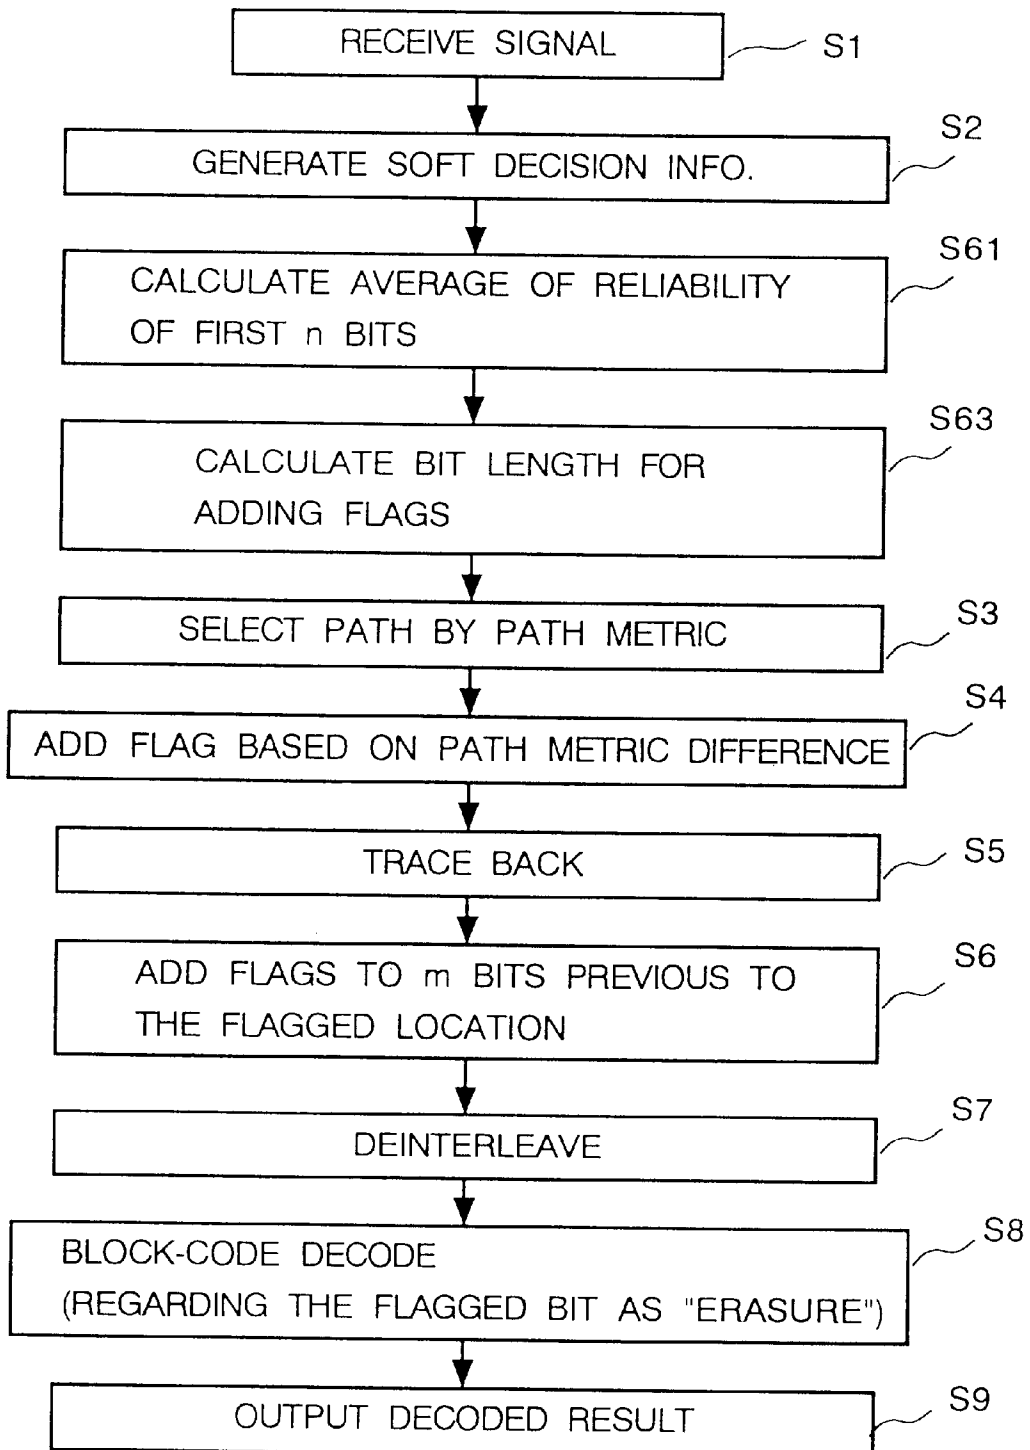 RECEIVE SIGNAL
S1
S2
GENERATE SOFT DECISION INFO.
S61
CALCULATE AVERAGE OF RELIABILITY
OF FIRST n BITS
S63
CALCULATE BIT LENGTH FOR
ADDING FLAGS
S3
SELECT PATH BY PATH METRIC
S4
ADD FLAG BASED ON PATH METRIC DIFFERENCE
S5
TRACE BACK
S6
ADD FLAGS TO m BITS PREVIOUS TO
THE FLAGGED LOCATION
S7
DEINTERLEAVE
S8
BLOCK-CODE DECODE
(REGARDING THE FLAGGED BIT AS "ERASURE")
S9
OUTPUT DECODED RESULT